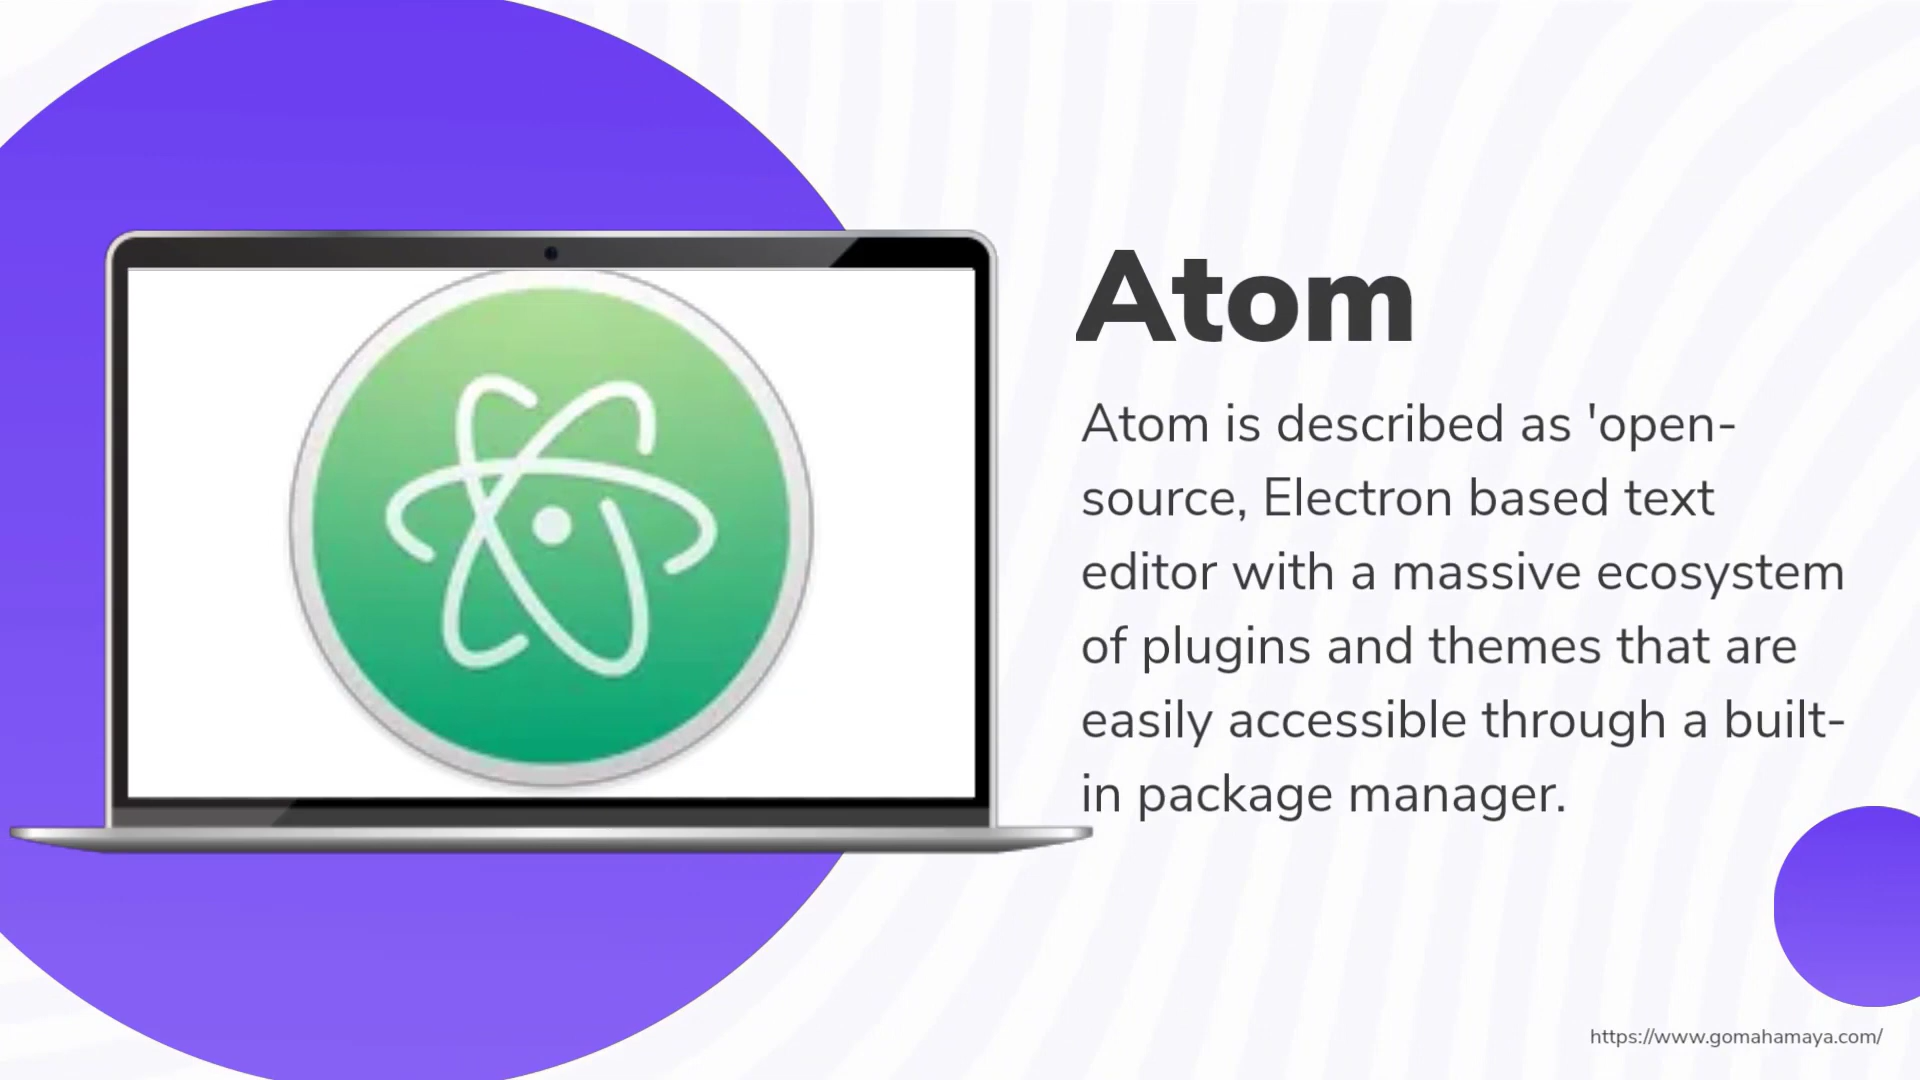 Atom
Atom is described as 'open-
source, Electron based text
editor with a massive ecosystem
of plugins and themes that are
easily accessible through a built-
in package manager.
https://www.gomahamaya.com/